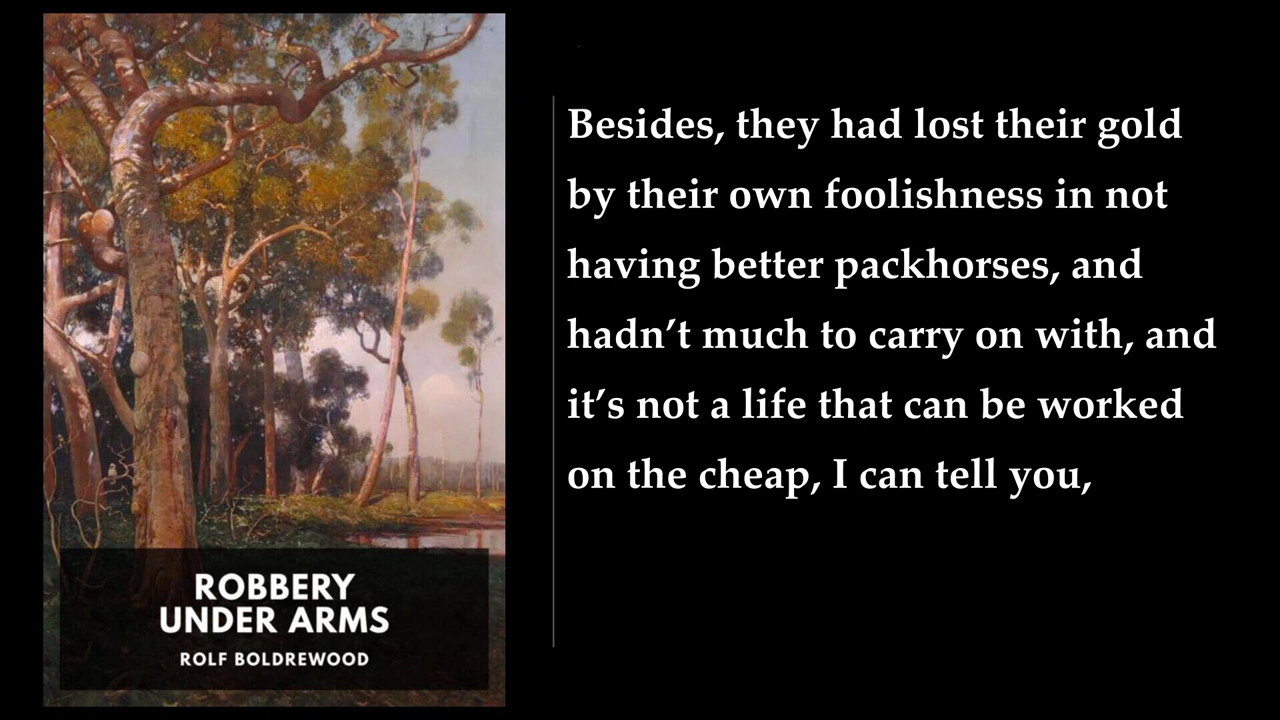 Besides, they had lost their gold
by their own foolishness in not
having better packhorses, and
hadn’t much to carry on with, and
it’s not a life that can be worked
on the cheap, I can tell you,
ROBBERY
UNDER ARMS
ROLF BOLDREWOOD